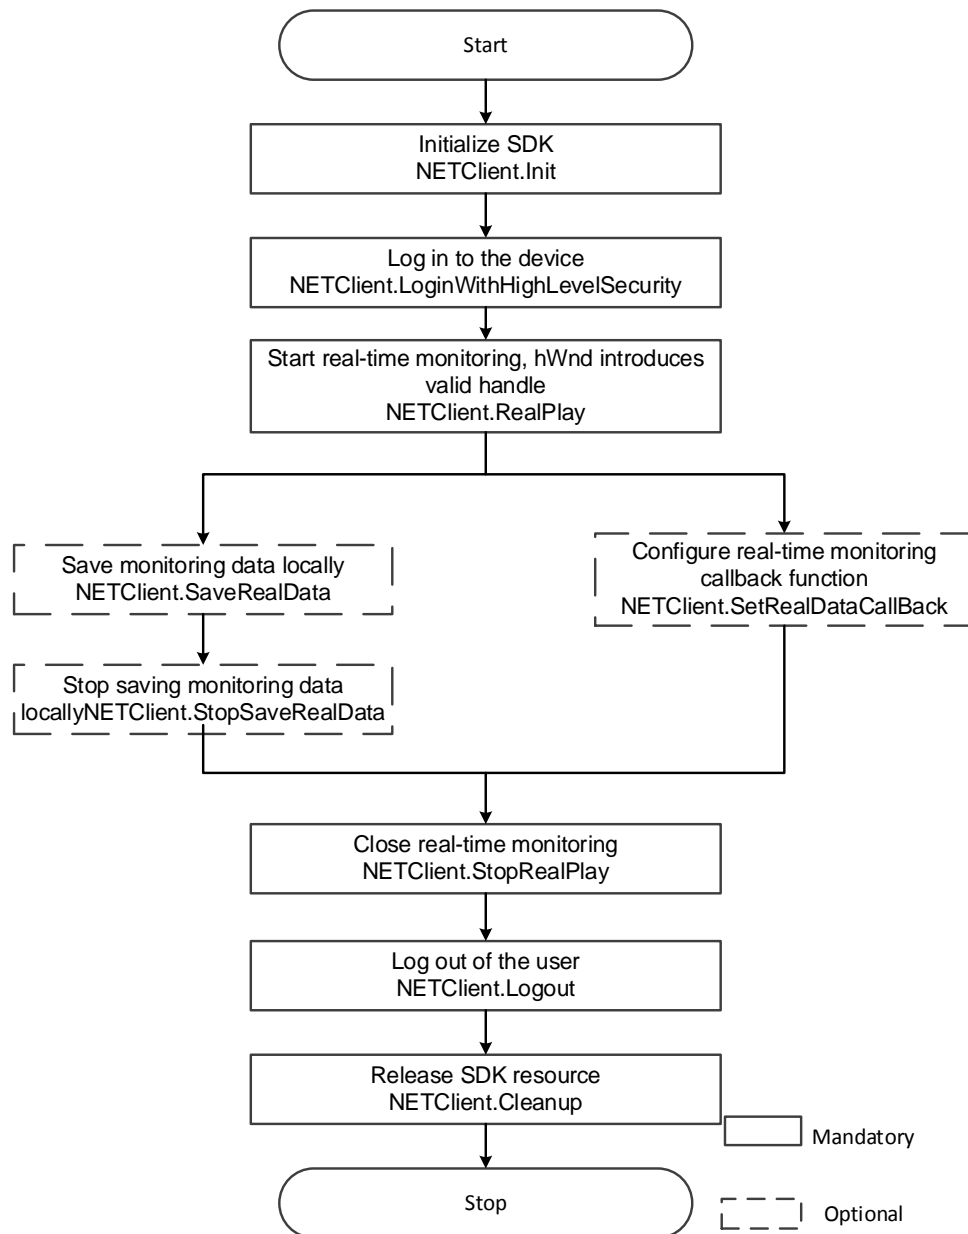 Start
Initialize SDK
NETClient.Init
Log in to the device
NETClient.LoginWithHighLevelSecurity
Start real-time monitoring, hWnd introduces
valid handle
NETClient.RealPlay
Save monitoring data locally
NETClient.SaveRealData
Configure real-time monitoring
callback function
NETClient.SetRealDataCallBack
Stop saving monitoring data
locallyNETClient.StopSaveRealData
Close real-time monitoring
NETClient.StopRealPlay
Log out of the user
NETClient.Logout
Release SDK resource
NETClient.Cleanup
Mandatory
Stop
Optional